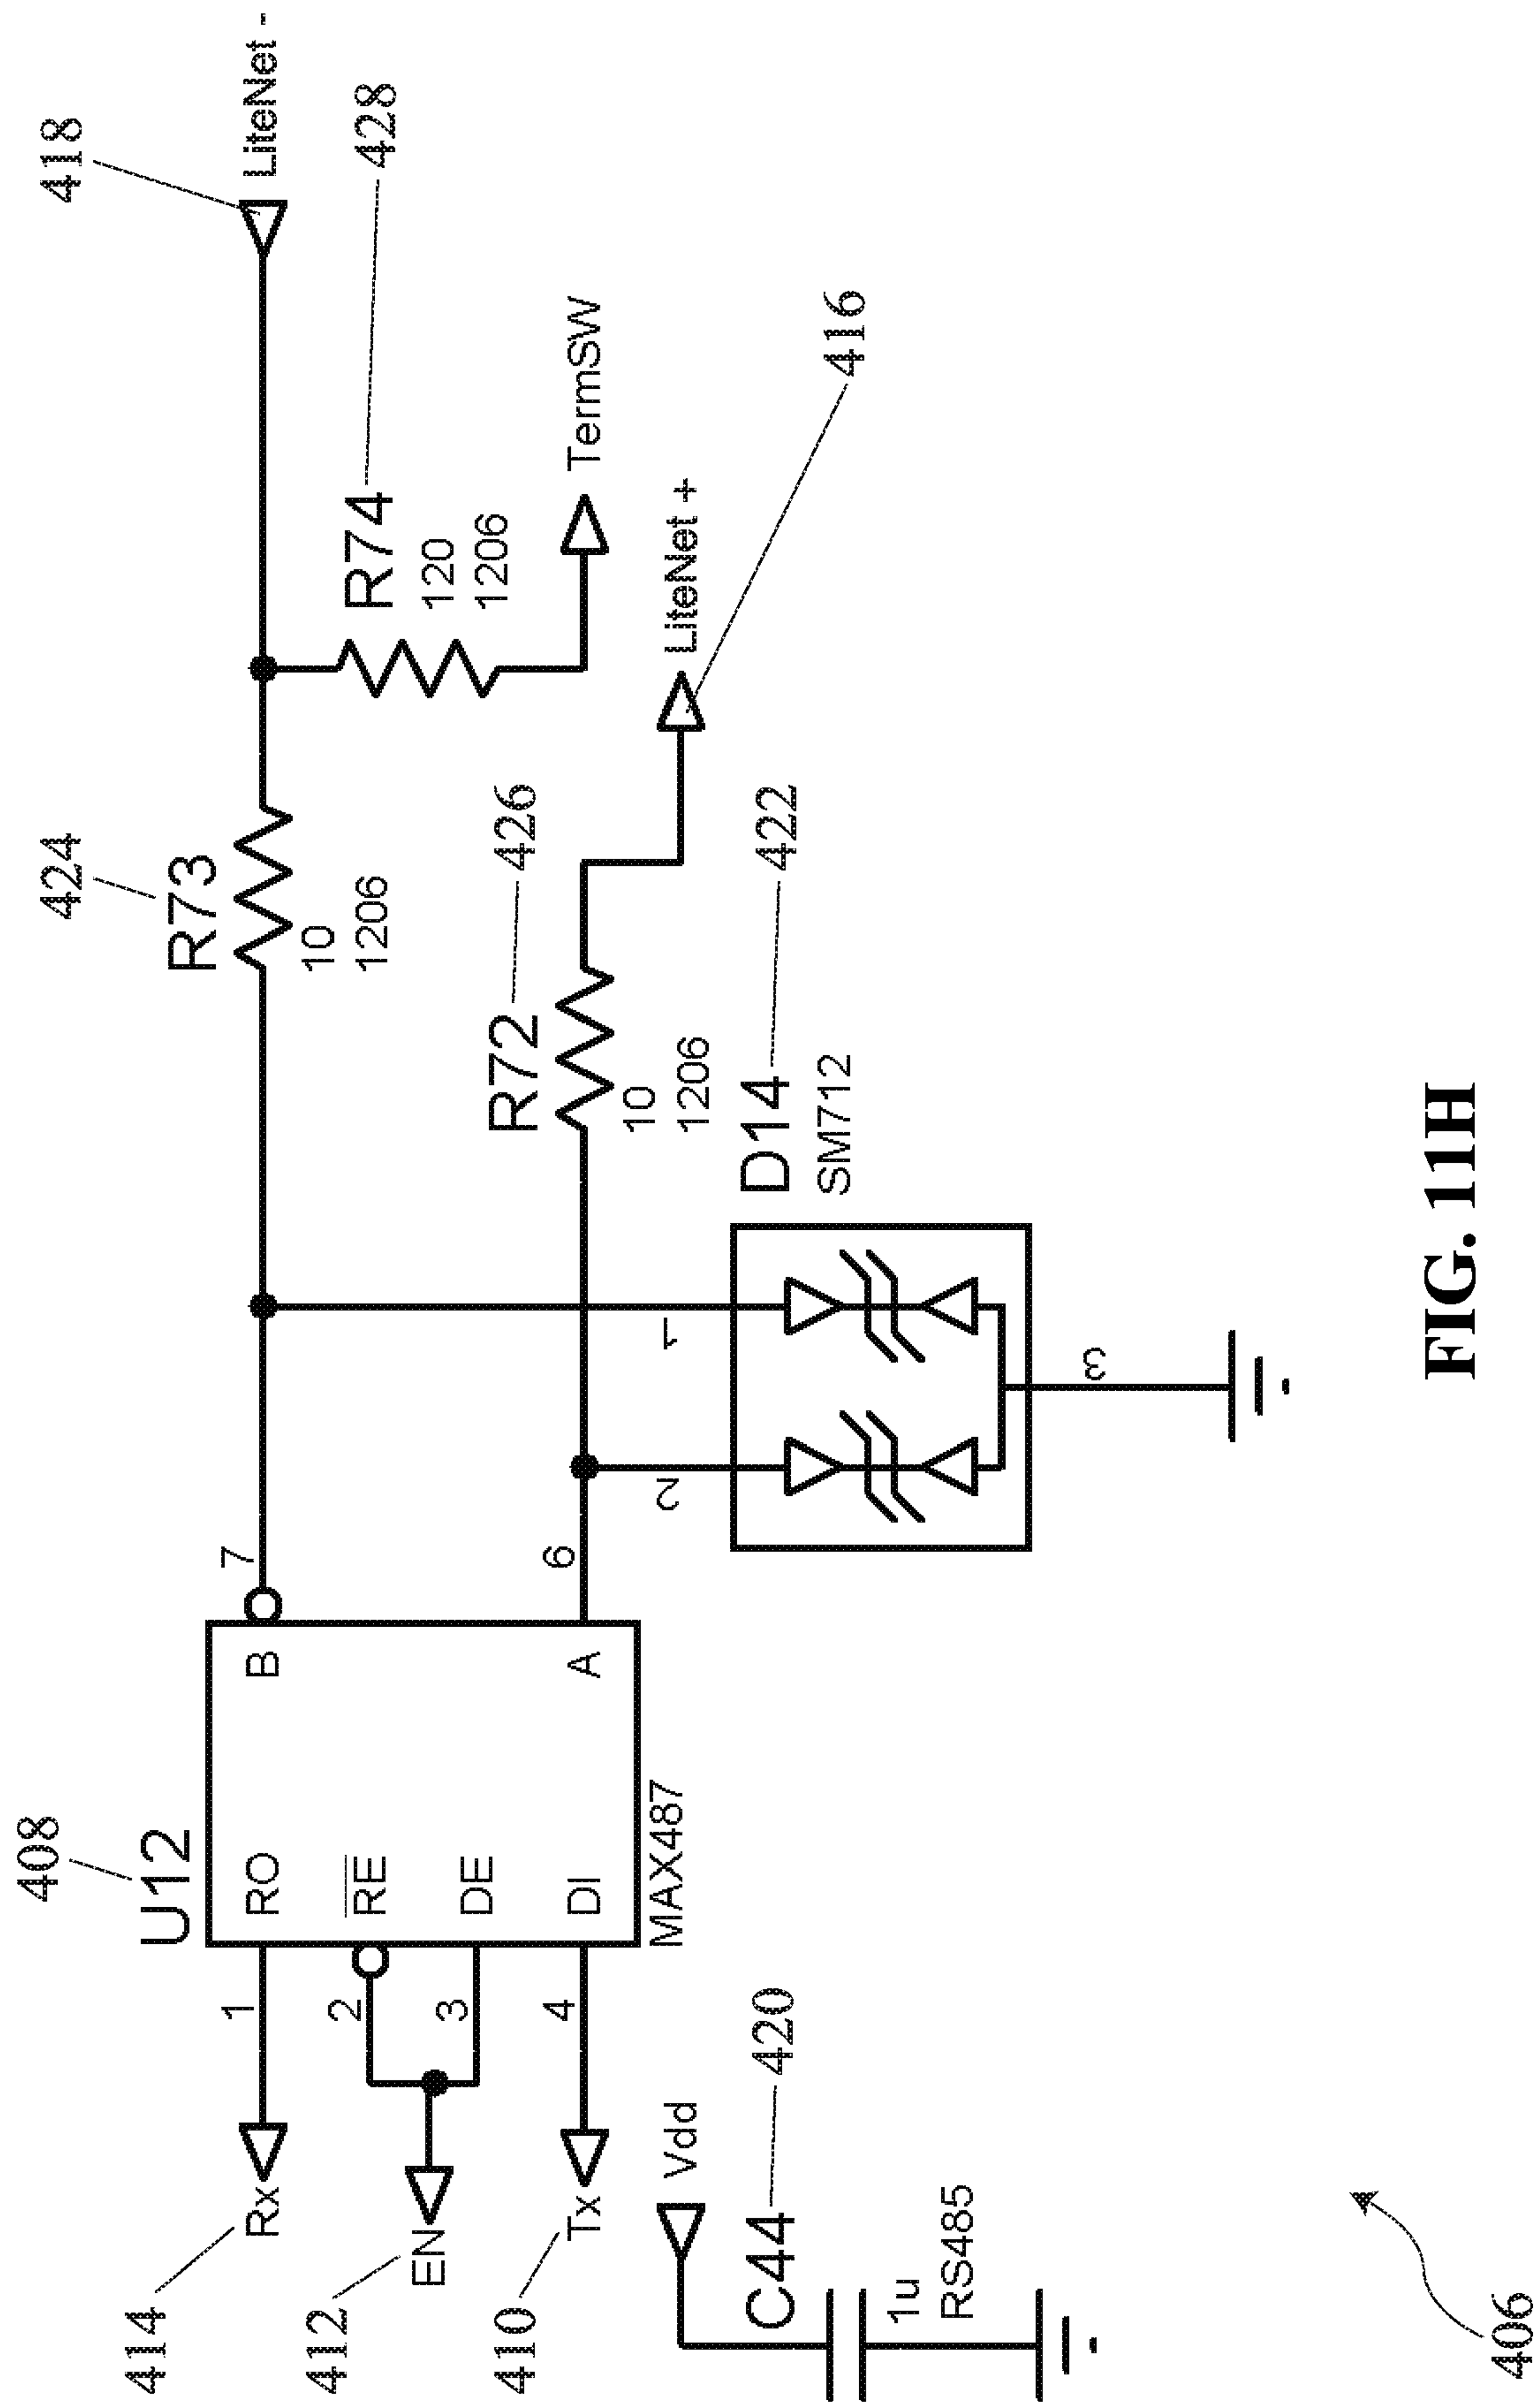 418
LiteNet -
428
424
R73
10
1206
R74
120
1206
TermSW
416
LiteNet +
R72
426
10
1206
D14
422
SM712
408
U12
7
B
RO
1
Rx
414
RE
2
DE
3
EN
412
6
A
DI
4
Tx
410
MAX487
1
2
3
Vdd
C44
420
1u
RS485
406
FIG. 11H